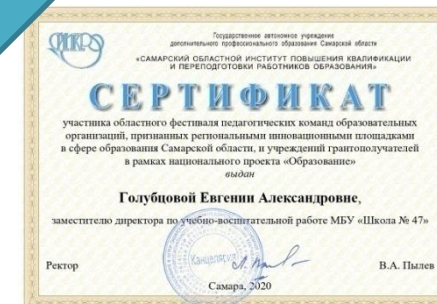 Государственное автономное учреждение
дополнительного профессионального образования Самарской области
«САМАРСКИЙ ОБЛАСТНОЙ ИНСТИТУТ ПОВЫШЕНИЯ КВАЛИФИКАЦИИ
И ПЕРЕПОДГОТОВКИ РАБОТНИКОВ ОБРАЗОВАНИЯ»
СЕРТИФИКАТ
участника областного фестиваля педагогических команд образовательных
организаций, признанных региональными инновационными площадками
в сфере образования Самарской области, и учреждений грантополучателей
в рамках национального проекта «Образование»
выдан
Голубцовой Евгении Александровне,
заместителю директора по учебно-воспитательной работе МБУ «Школа № 47»
Канцелярия
Ректор
В.А. Пылев
Самара, 2020